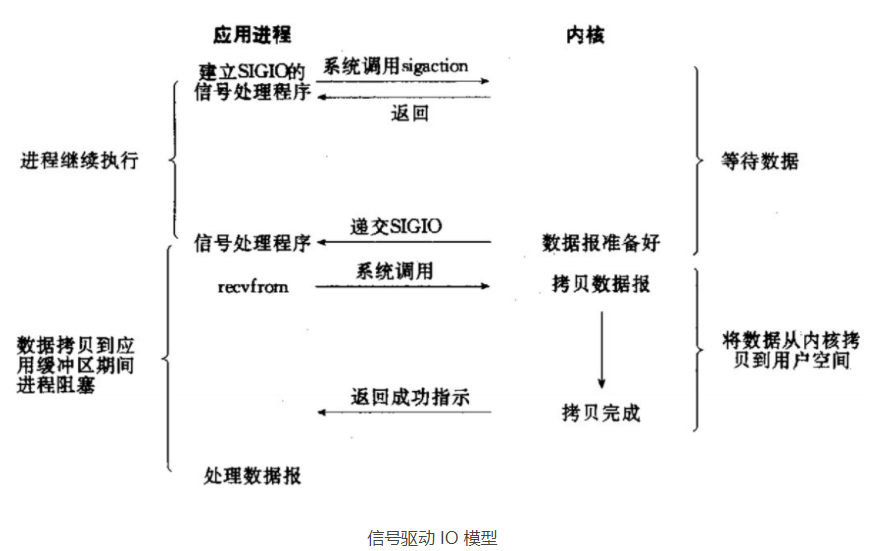 应用进程
内核
建立SIGIO的
信号处理程序
系统调用sigaction
返回
进程继续执行
等待数据
递交SIGIO
信号处理程序
数据报准备好
系统调用
recvfrom
拷贝数据报
数据拷贝到应
用缓冲区期间
进程阻塞
将数据从内核拷
贝到用户空间
返回成功指示
拷贝完成
处理数据报
信号驱动 IO 模型